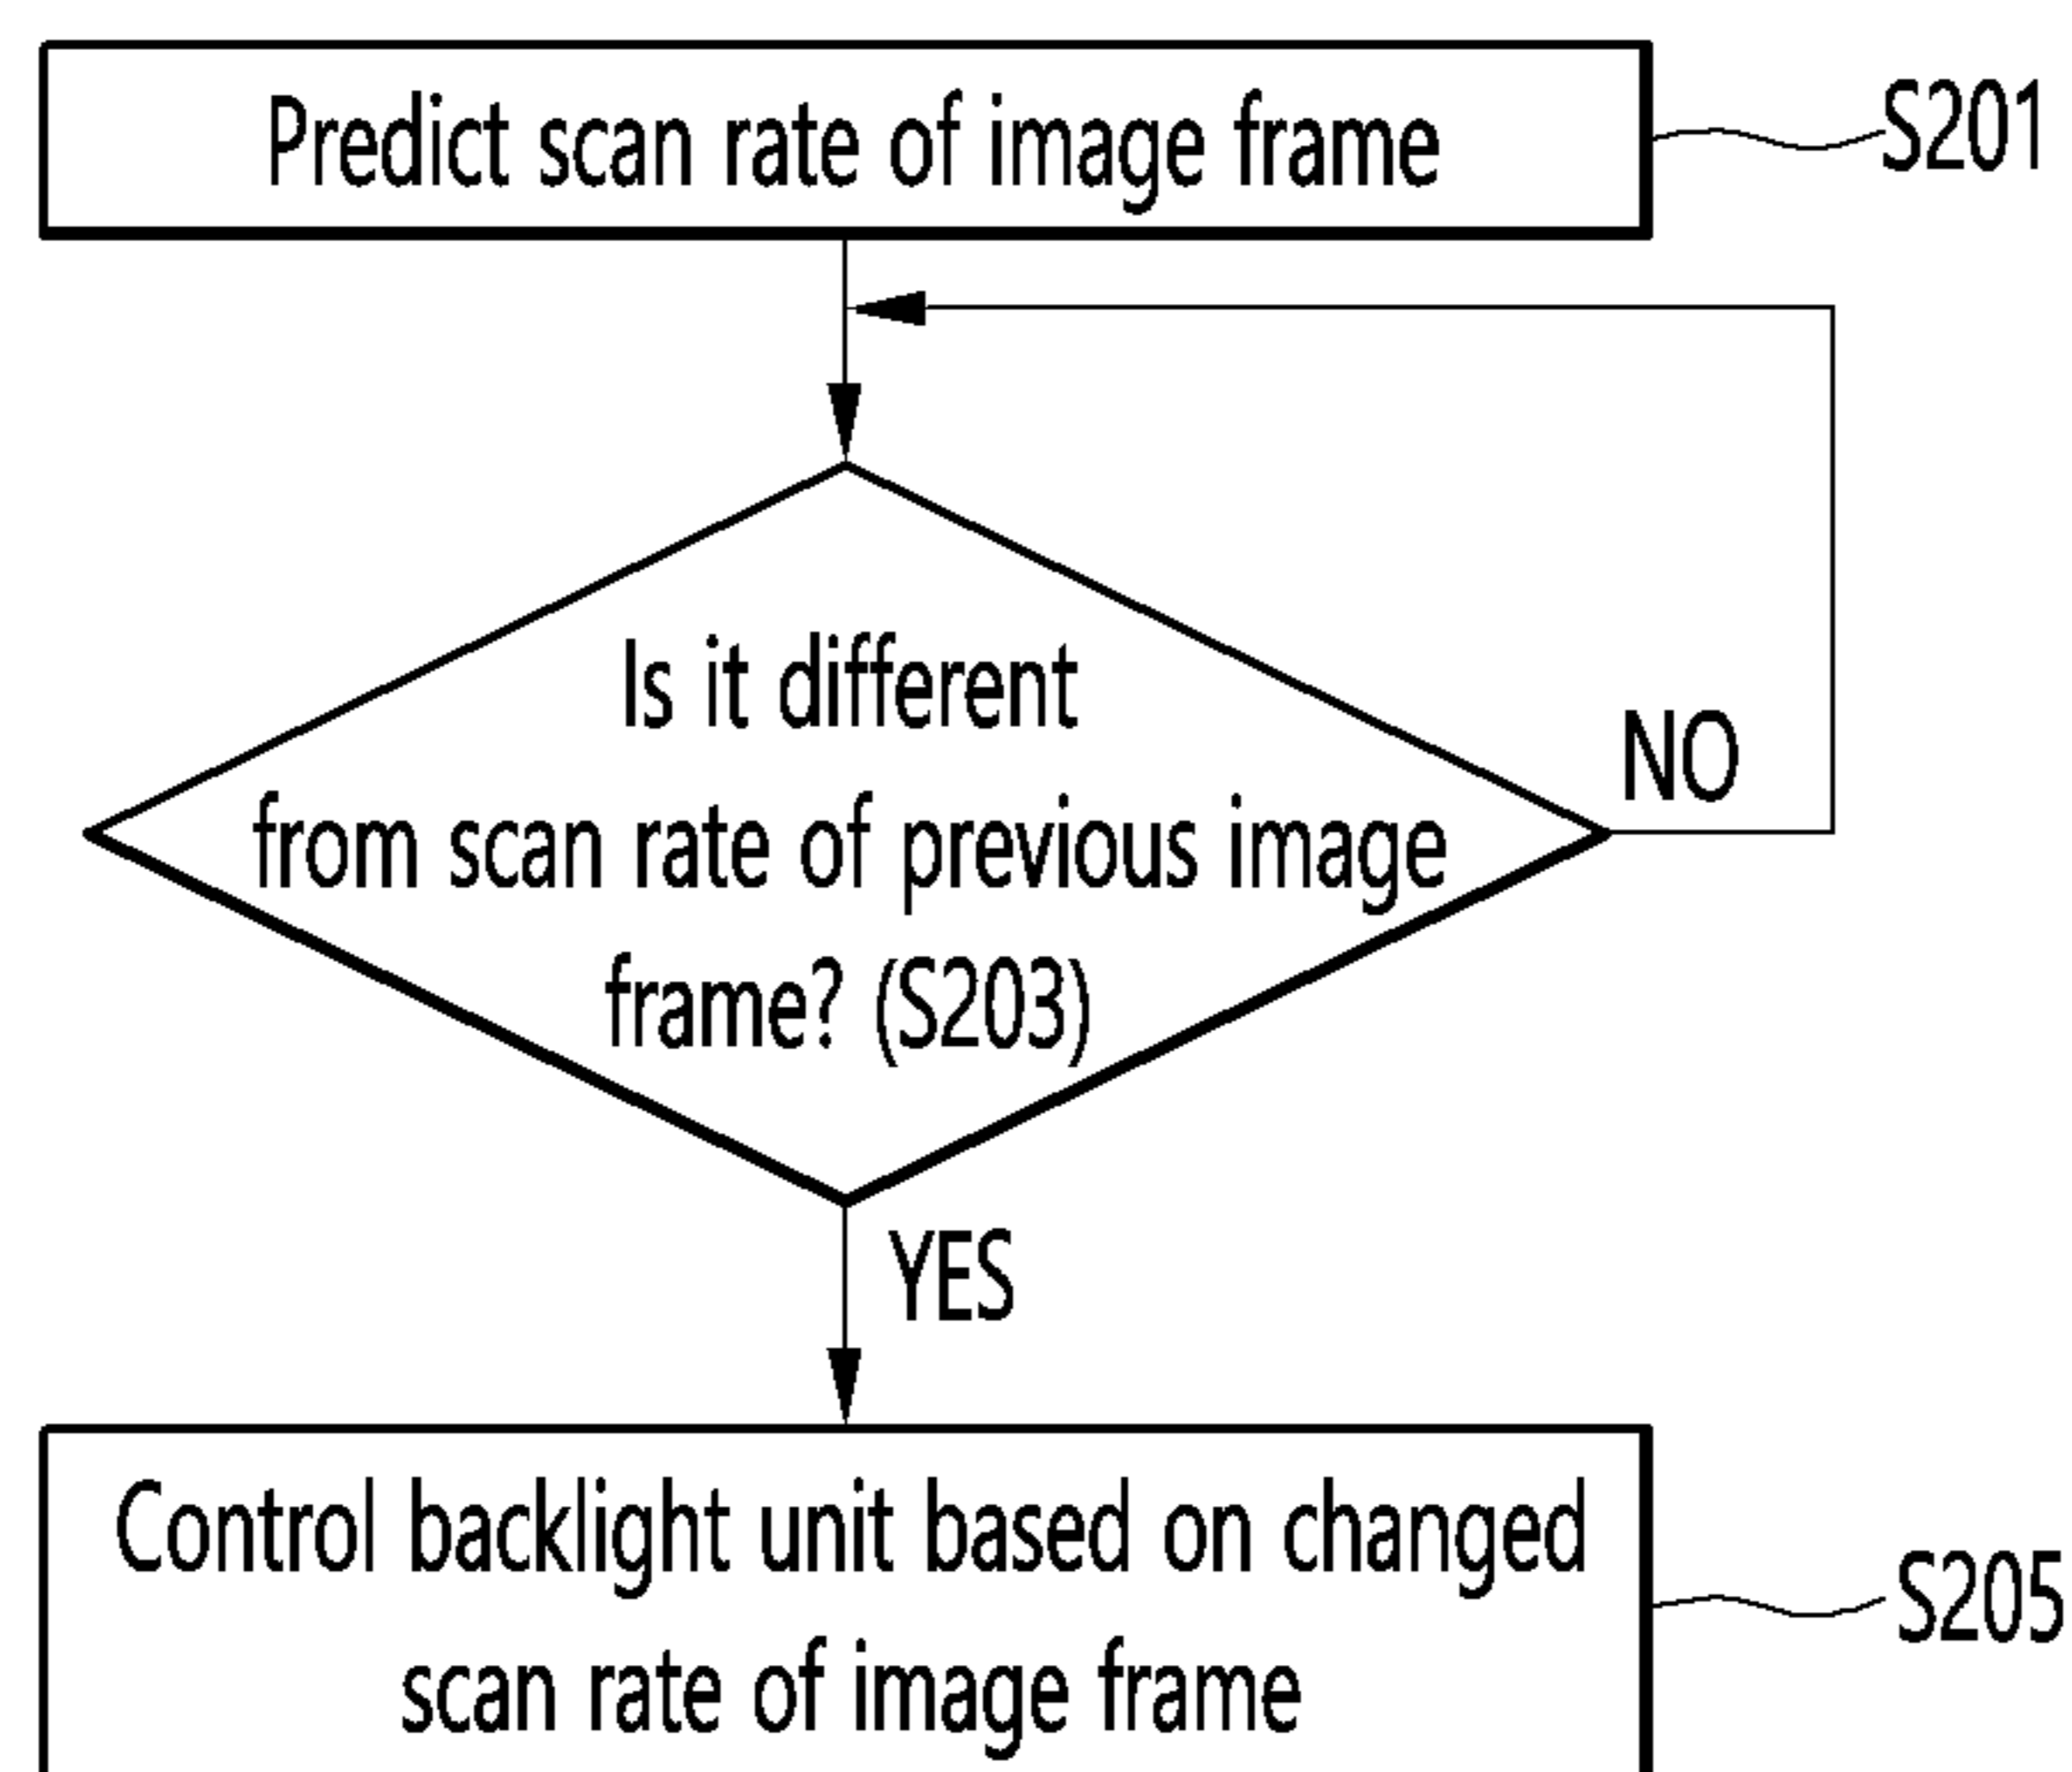 Predict scan rate of image frame
S201
Is it different
from scan rate of previous image
frame? (S203)
NO
YES
Control backlight unit based on changed
scan rate of image frame
S205